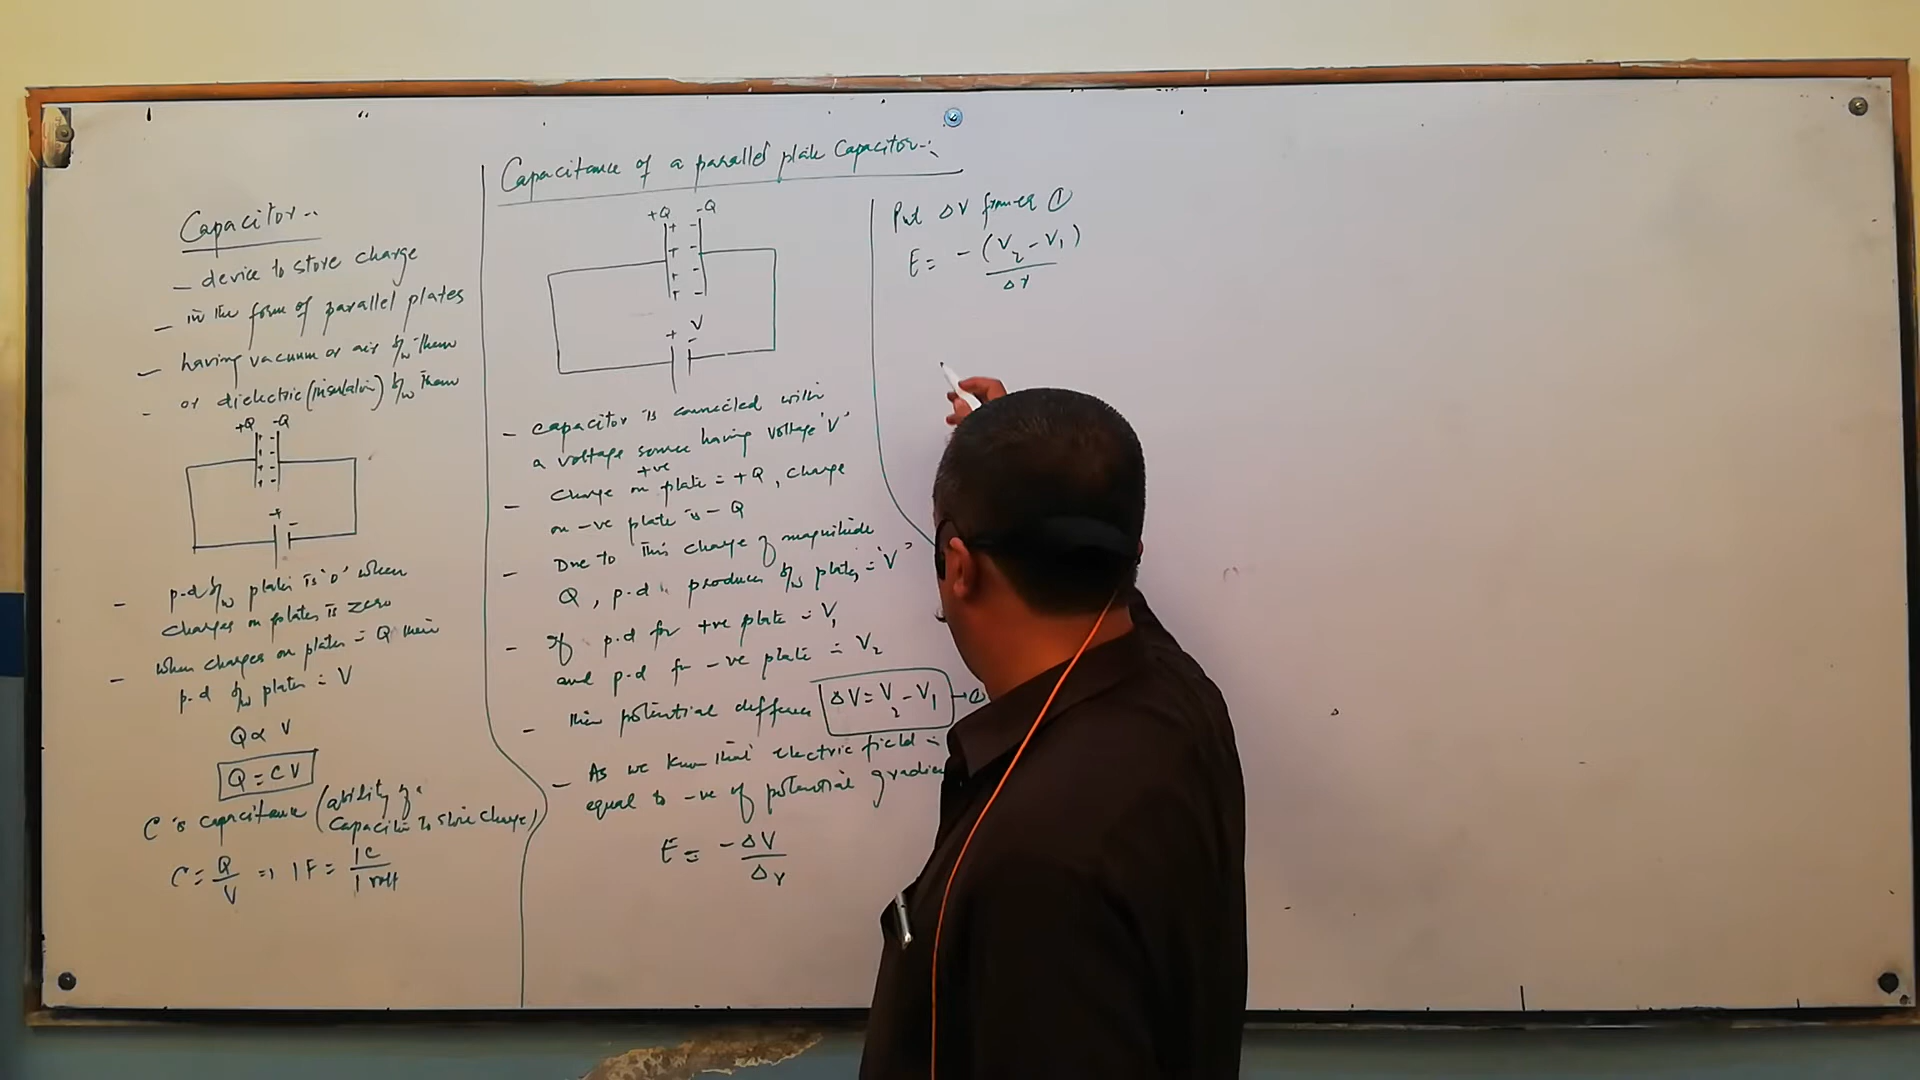 Capacitor:-
- device to store charge
- in the form of parallel plates
- having vacuum or air b/w them
- or dielectric (insulator) b/w them
+Q -Q
+ -
+ -
+ -
+ -
+ -
- p.d b/w plates is '0' when
charges on plates is zero
- when charges on plates = Q then
p.d b/w plates = V
Q ∝ V
Q = CV
C is capacitance (ability of a
capacitor to store charge)
C = Q/V ⇒ 1F = 1C/1 volt
Capacitance of a parallel plate Capacitor:-
+Q -Q
+ -
+ -
+ -
+ -
V
+ -
- capacitor is connected with
a voltage source having voltage 'V'
- charge on +ve plate = +Q, charge
on -ve plate is -Q
- Due to this charge of magnitude
Q, p.d is produces b/w plates = 'V'
- If p.d for +ve plate = V₁
and p.d for -ve plate = V₂
- then potential difference ΔV = V₂ - V₁ →①
- As we know that electric field is
equal to -ve of potential
E = -ΔV/Δr
Put ΔV from eq ①
E = -(V₂ - V₁)/Δr